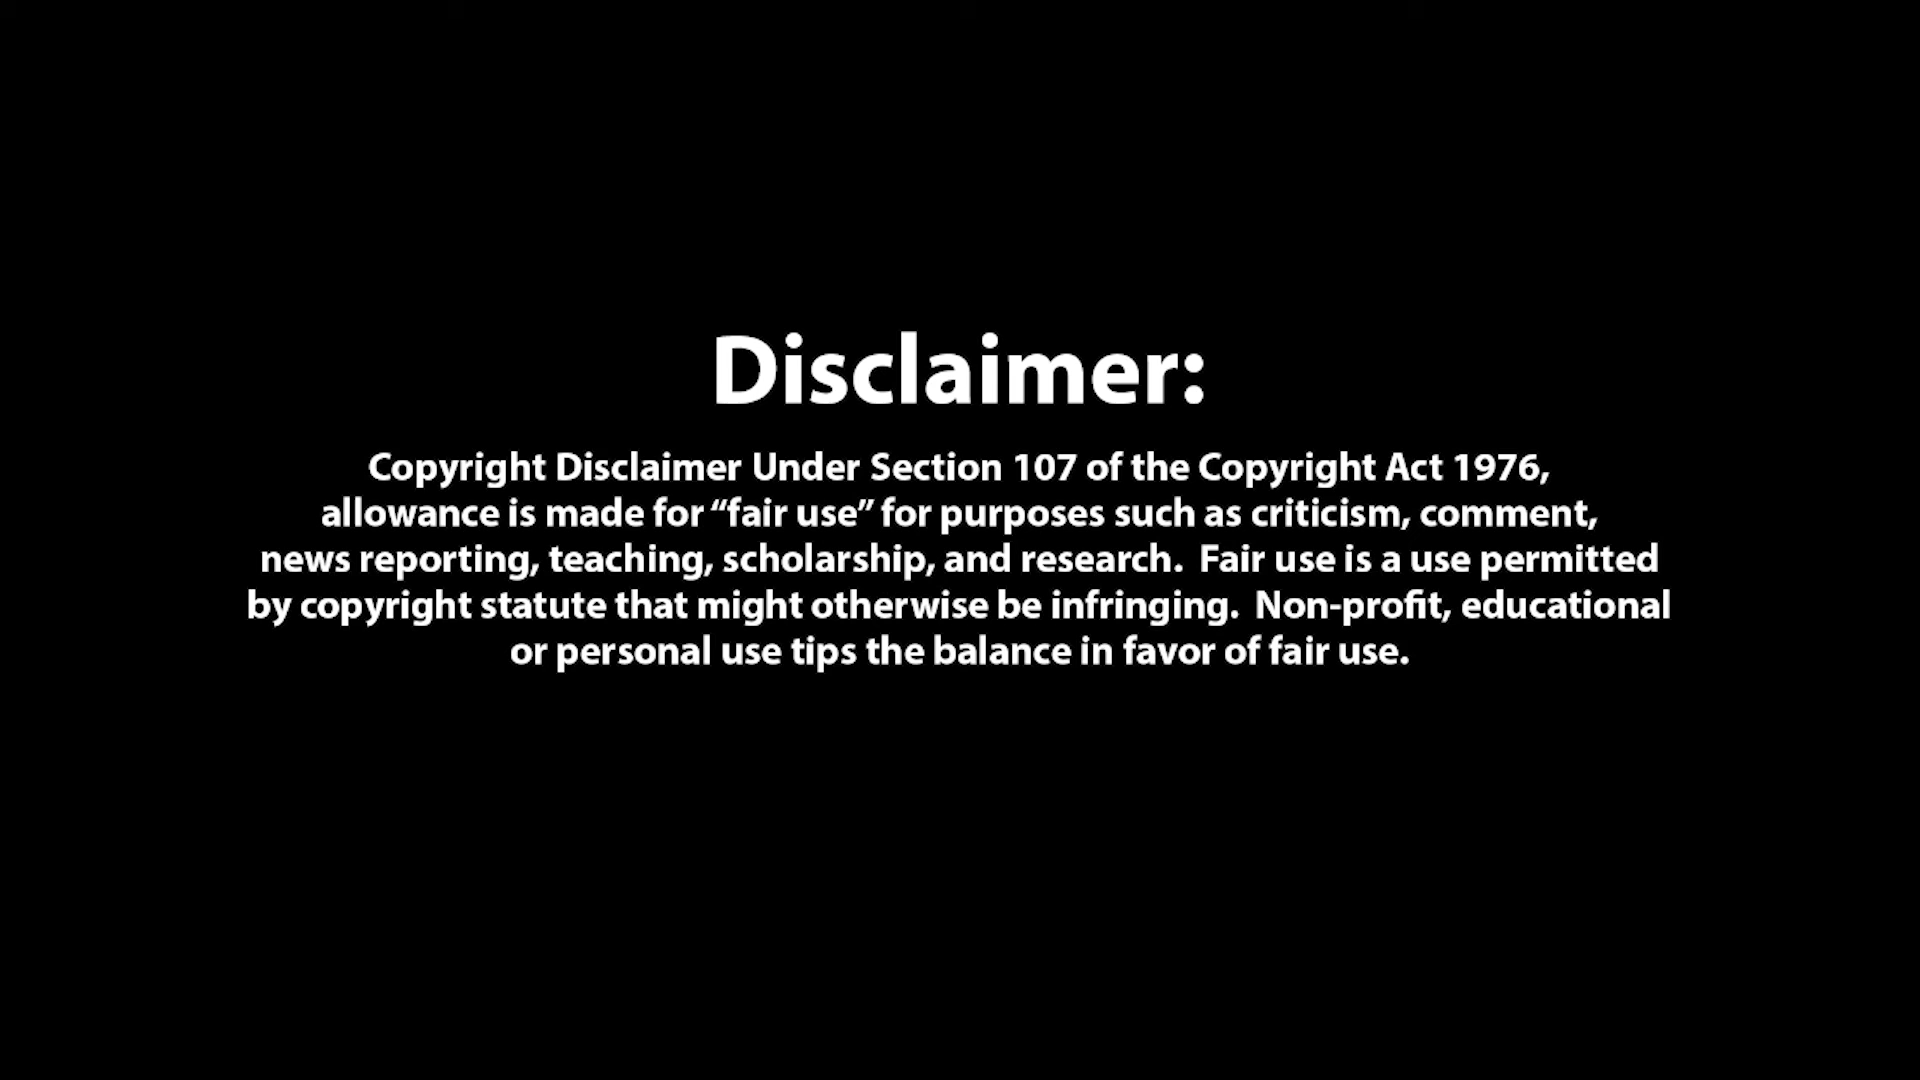 Disclaimer:
Copyright Disclaimer Under Section 107 of the Copyright Act 1976,
allowance is made for “fair use” for purposes such as criticism, comment,
news reporting, teaching, scholarship, and research.  Fair use is a use permitted
by copyright statute that might otherwise be infringing.  Non-profit, educational
or personal use tips the balance in favor of fair use.